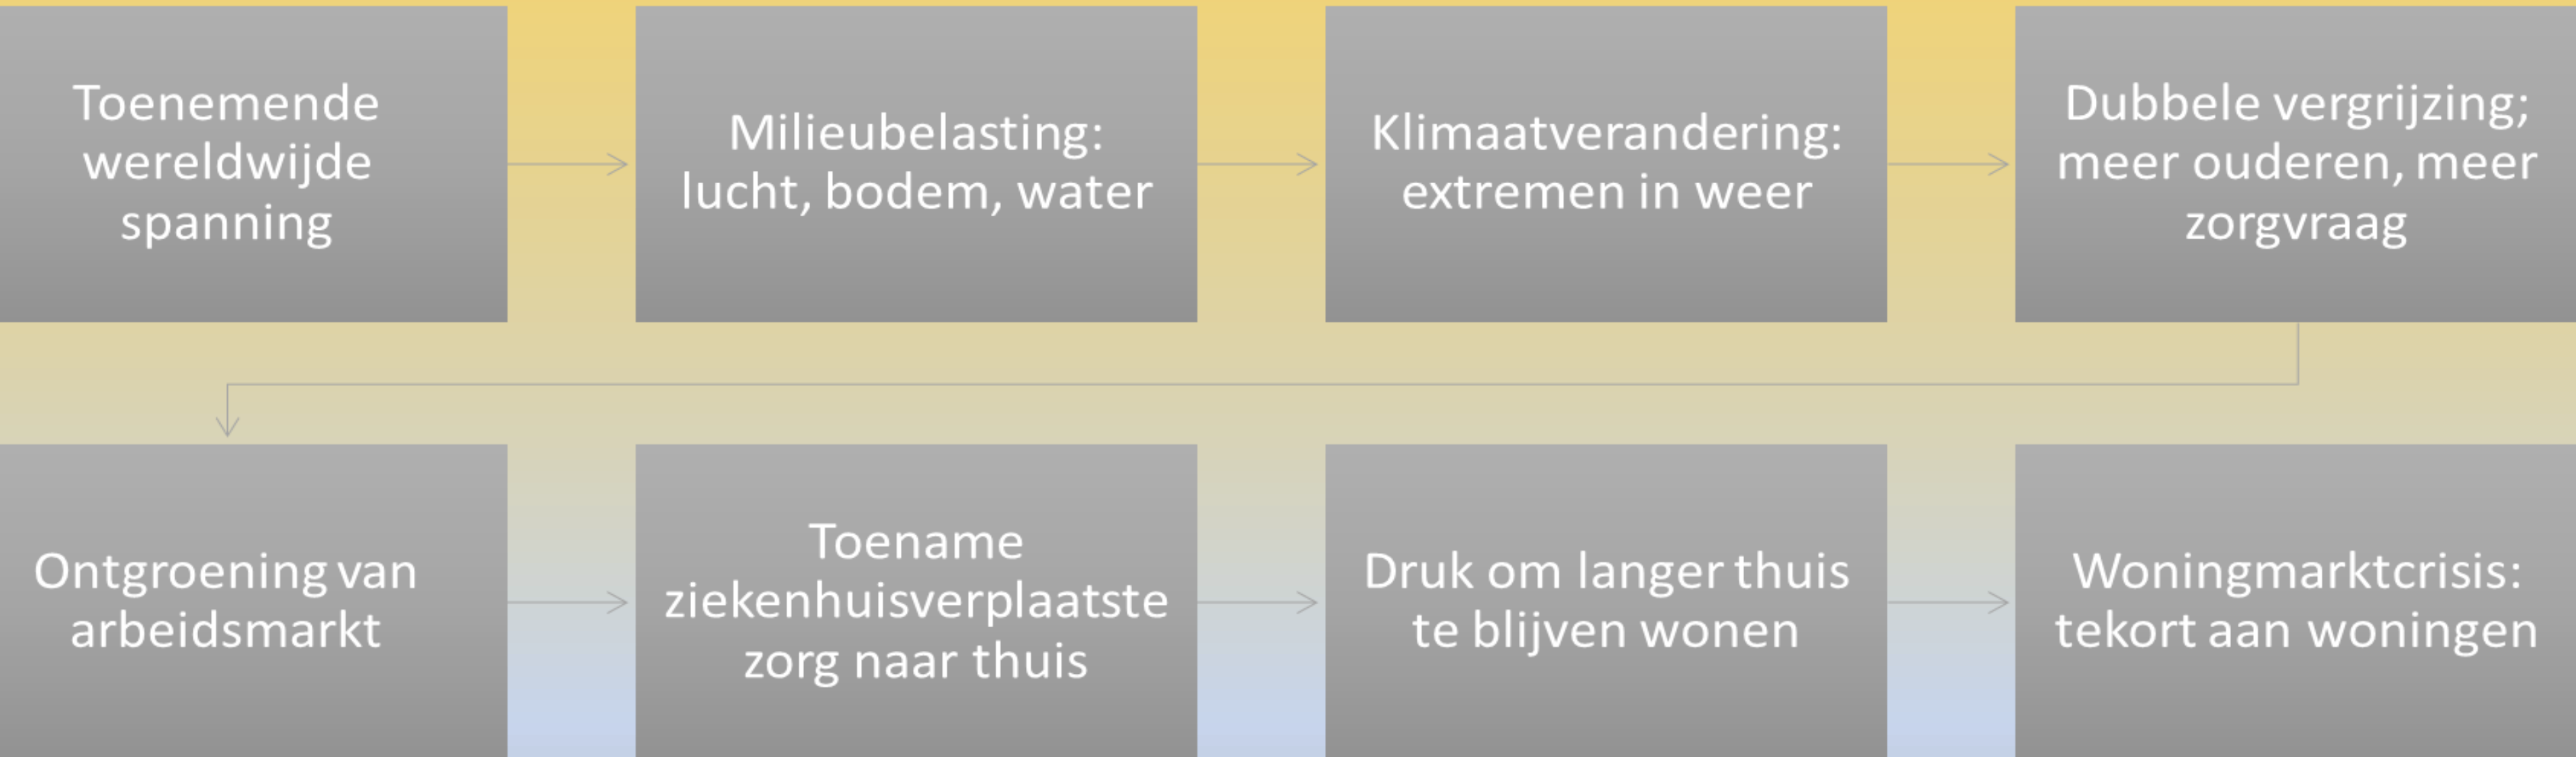 Toenemende
wereldwijde
spanning
Milieubelasting:
lucht, bodem, water
Klimaatverandering:
extremen in weer
Dubbele vergrijzing;
meer ouderen, meer
zorgvraag
Ontgroening van
arbeidsmarkt
Toename
ziekenhuisverplaatste
zorg naar thuis
Druk om langer thuis
te blijven wonen
Woningmarktcrisis:
tekort aan woningen